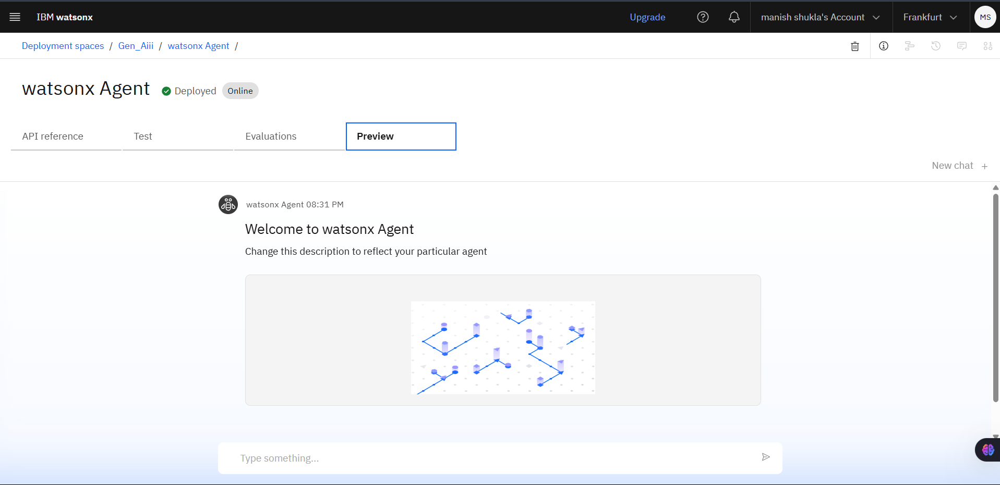 IBM watsonx
Upgrade
manish shukla's Account
Frankfurt
MS
Deployment spaces / Gen_Aiii / watsonx Agent /
watsonx Agent
Deployed
Online
API reference
Test
Evaluations
Preview
New chat +
watsonx Agent 08:31 PM
Welcome to watsonx Agent
Change this description to reflect your particular agent
Type something...